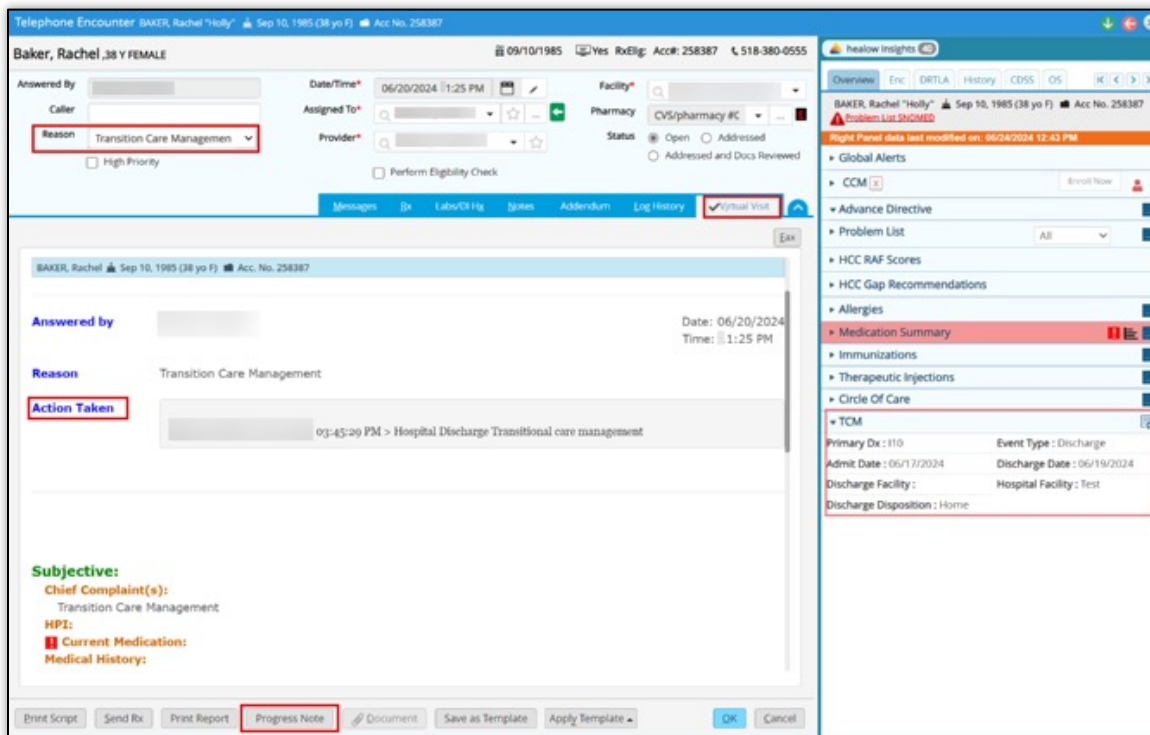 Telephone Encounter BAKER, Rachel "Holly" Sep 10, 1985 (38 yo F) Acc No. 258387
Baker, Rachel ,38 Y FEMALE
09/10/1985 Yes RxElig: Acc#: 258387 518-380-0555
Answered By
Caller
Reason Transition Care Managemen
High Priority
Date/Time* 06/20/2024 1:25 PM
Assigned To*
Provider*
Perform Eligibility Check
Facility*
Pharmacy CVS/pharmacy #C
Status Open Addressed
Addressed and Docs Reviewed
Messages Rx Labs/DI Hx Notes Addendum Log History Virtual Visit
Fax
BAKER, Rachel Sep 10, 1985 (38 yo F) Acc. No. 258387
Answered by
Date: 06/20/2024
Time: 1:25 PM
Reason Transition Care Management
Action Taken
03:45:29 PM > Hospital Discharge Transitional care management
Subjective:
Chief Complaint(s):
Transition Care Management
HPI:
Current Medication:
Medical History:
Print Script Send Rx Print Report Progress Note Document Save as Template Apply Template OK Cancel
healow Insights
Overview Enc DRTLA History CDSS OS
BAKER, Rachel "Holly" Sep 10, 1985 (38 yo F) Acc No. 258387
Problem List SNOMED
Right Panel data last modified on: 06/24/2024 12:43 PM
Global Alerts
CCM x Enroll Now
Advance Directive
Problem List All
HCC RAF Scores
HCC Gap Recommendations
Allergies
Medication Summary
Immunizations
Therapeutic Injections
Circle Of Care
TCM
Primary Dx : I10 Event Type : Discharge
Admit Date : 06/17/2024 Discharge Date : 06/19/2024
Discharge Facility : Hospital Facility : Test
Discharge Disposition : Home